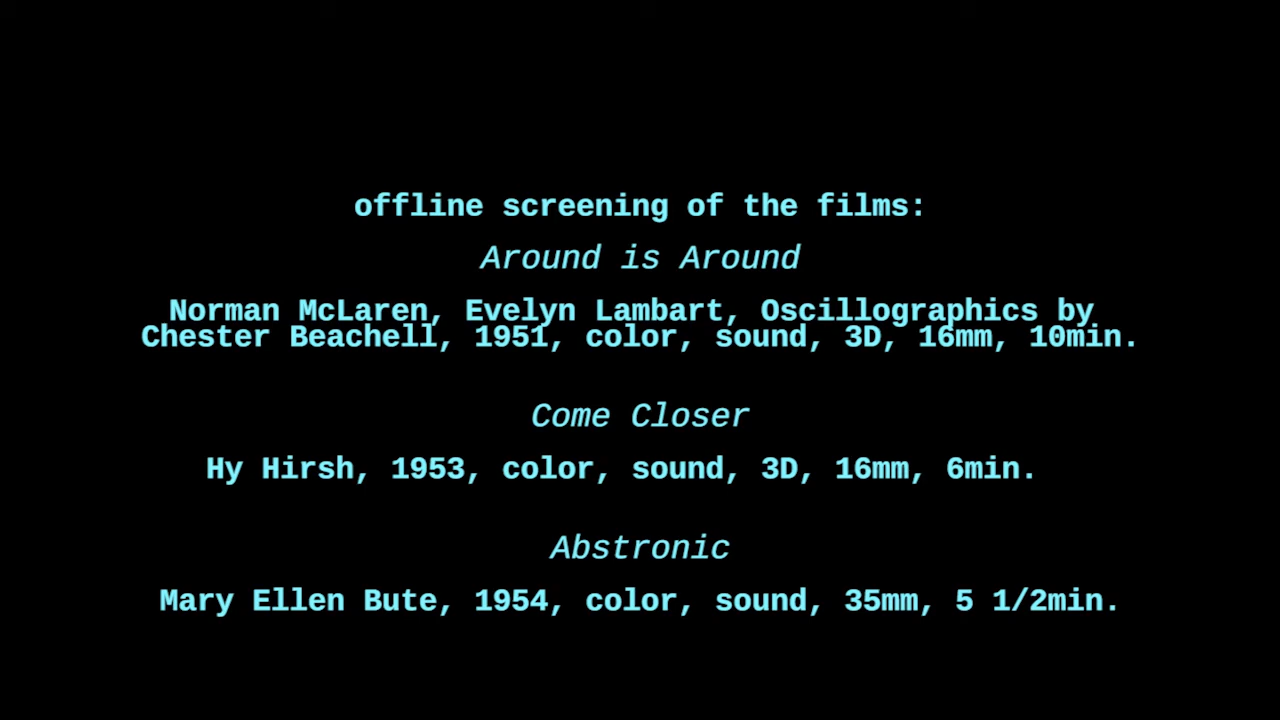 offline screening of the films:
Around is Around
Norman McLaren, Evelyn Lambart, Oscillographics by
Chester Beachell, 1951, color, sound, 3D, 16mm, 10min.
Come Closer
Hy Hirsh, 1953, color, sound, 3D, 16mm, 6min.
Abstronic
Mary Ellen Bute, 1954, color, sound, 35mm, 5 1/2min.